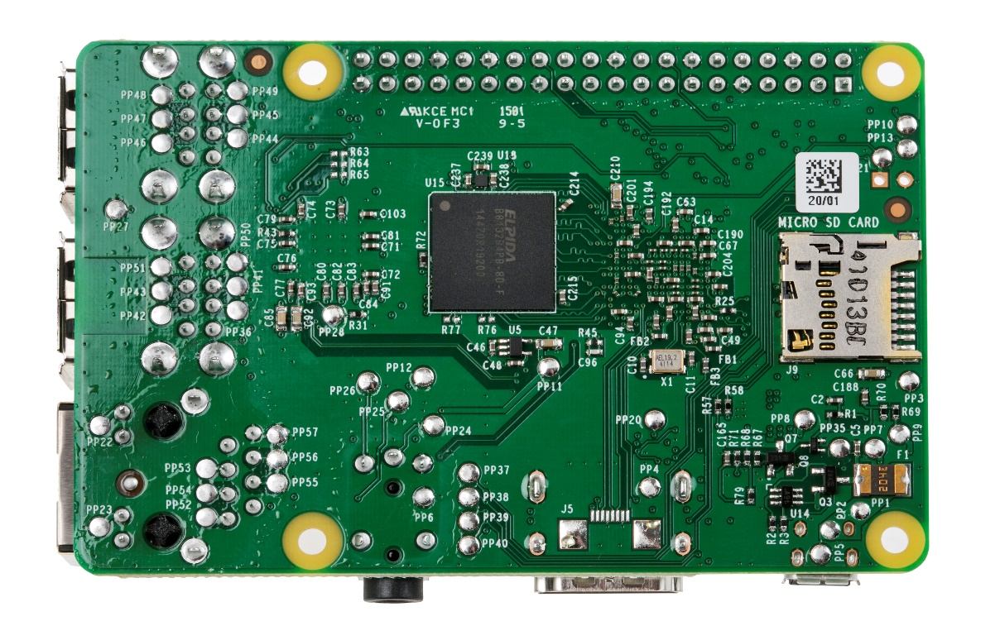 PP48
PP49
PP47
PP45
PP46
PP44
KCE MC1 1501
V-0F3 9-5
PP10
PP13
R63
R64
R65
C239 U13
C237
C238
U15
C210
C214
C201
C194
C192
20/01
MICRO SD CARD
PP27
PP50
C79
R43
C75
C74
C73
C103
C81
C71
R72
ELPIDA
C53
C14
C190
C67
C204
41D13BC
PP51
PP43
PP42
PP41
PP36
C76
C77
C93
C80
C82
C83
C72
C91
C84
C85
C92
PP28
R31
C215
R77
R76
U5
C47
C46
C48
R45
C96
R25
C94
FB2
C49
FB1
FB3
C10
C11
X1
J9
C66
C188
R70
R69
C2
R1
PP3
PP12
PP26
PP25
PP24
PP11
PP20
R58
R57
PP8
PP35
C5
PP7
PP9
PP22
PP57
PP56
PP55
PP53
PP54
PP52
PP23
C165
R71
R68
R67
Q7
Q8
F1
PP37
PP38
PP39
PP40
PP6
PP4
J5
R79
U14
Q3
PP2
PP1
R2
R3
PP5